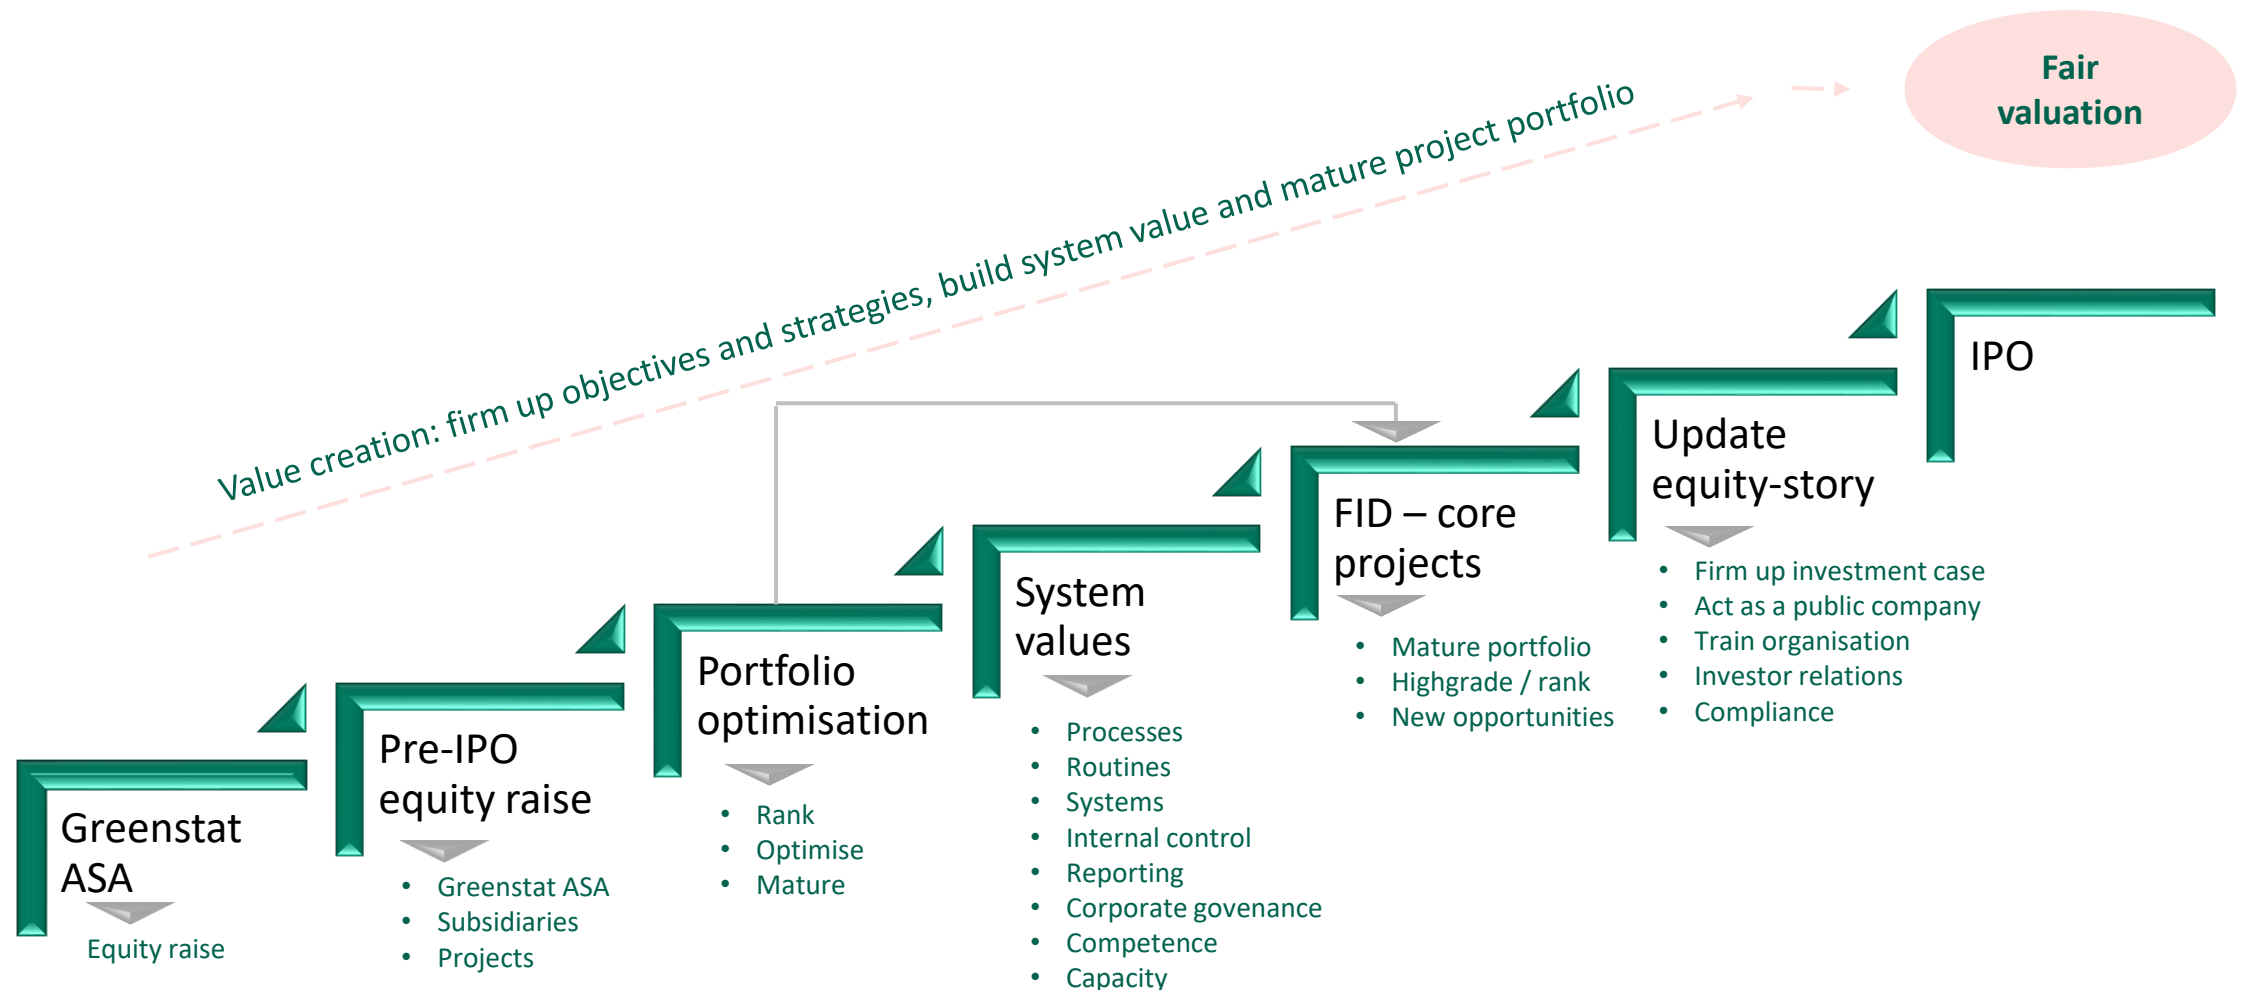 Fair
valuation
Value creation: firm up objectives and strategies, build system value and mature project portfolio
Greenstat
ASA
Equity raise
Pre-IPO
equity raise
• Greenstat ASA
• Subsidiaries
• Projects
Portfolio
optimisation
• Rank
• Optimise
• Mature
System
values
• Processes
• Routines
• Systems
• Internal control
• Reporting
• Corporate govenance
• Competence
• Capacity
FID – core
projects
• Mature portfolio
• Highgrade / rank
• New opportunities
Update
equity-story
• Firm up investment case
• Act as a public company
• Train organisation
• Investor relations
• Compliance
IPO